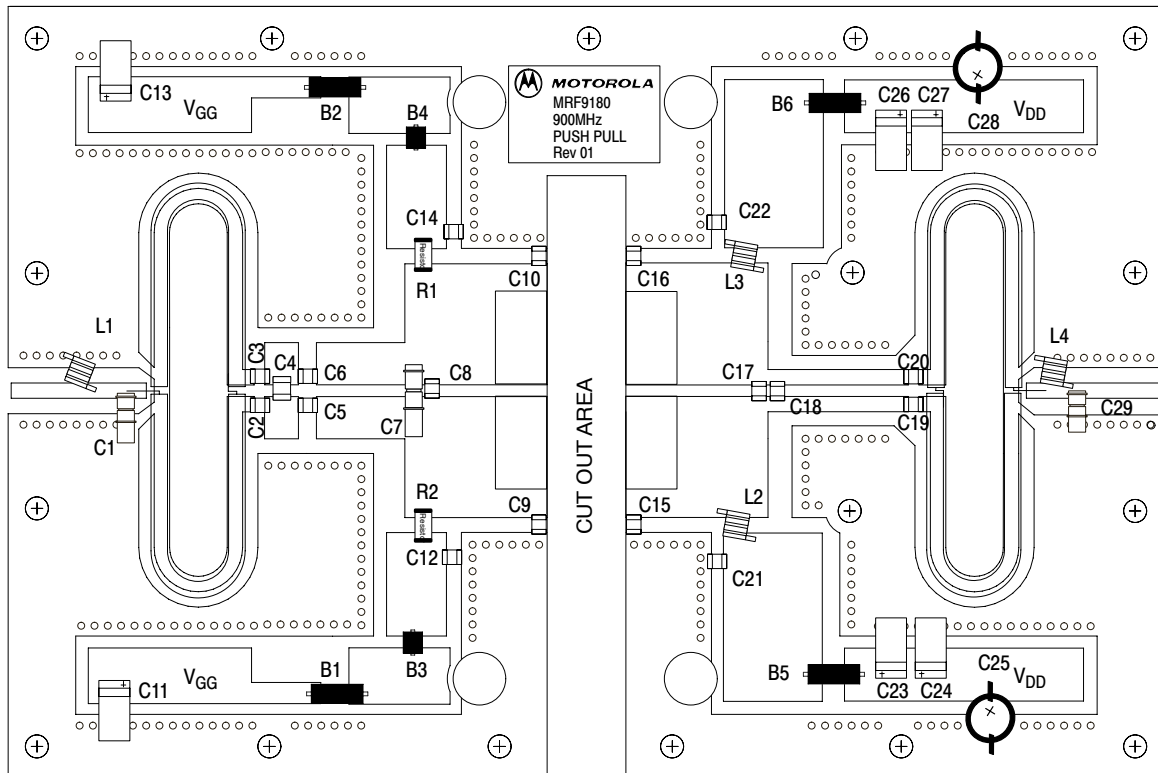 MOTOROLA
MRF9180
900MHz
PUSH PULL
Rev 01
C13
VGG
B2
B4
B6
C26
C27
C28
VDD
C14
C22
R1
Resisto
C10
C16
L3
L1
C3
C4
C6
C8
C17
C20
L4
C1
C2
C5
C7
C18
C19
C29
CUT OUT AREA
R2
Resisto
C9
C15
L2
C12
C21
C11
VGG
B1
B3
B5
C23
C24
C25
VDD